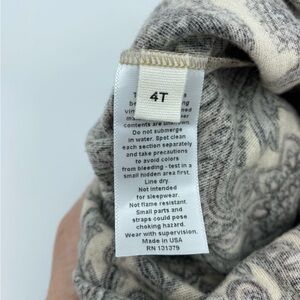 4T
contents are unknown.
Do not submerge
in water. Spot clean
each section separately
and take precautions
to avoid colors
from bleeding - test in a
small hidden area first.
Line dry
Not intended
for sleepwear.
Not flame resistant.
Small parts and
straps could pose
choking hazard.
Wear with supervision.
Made in USA
RN 131379